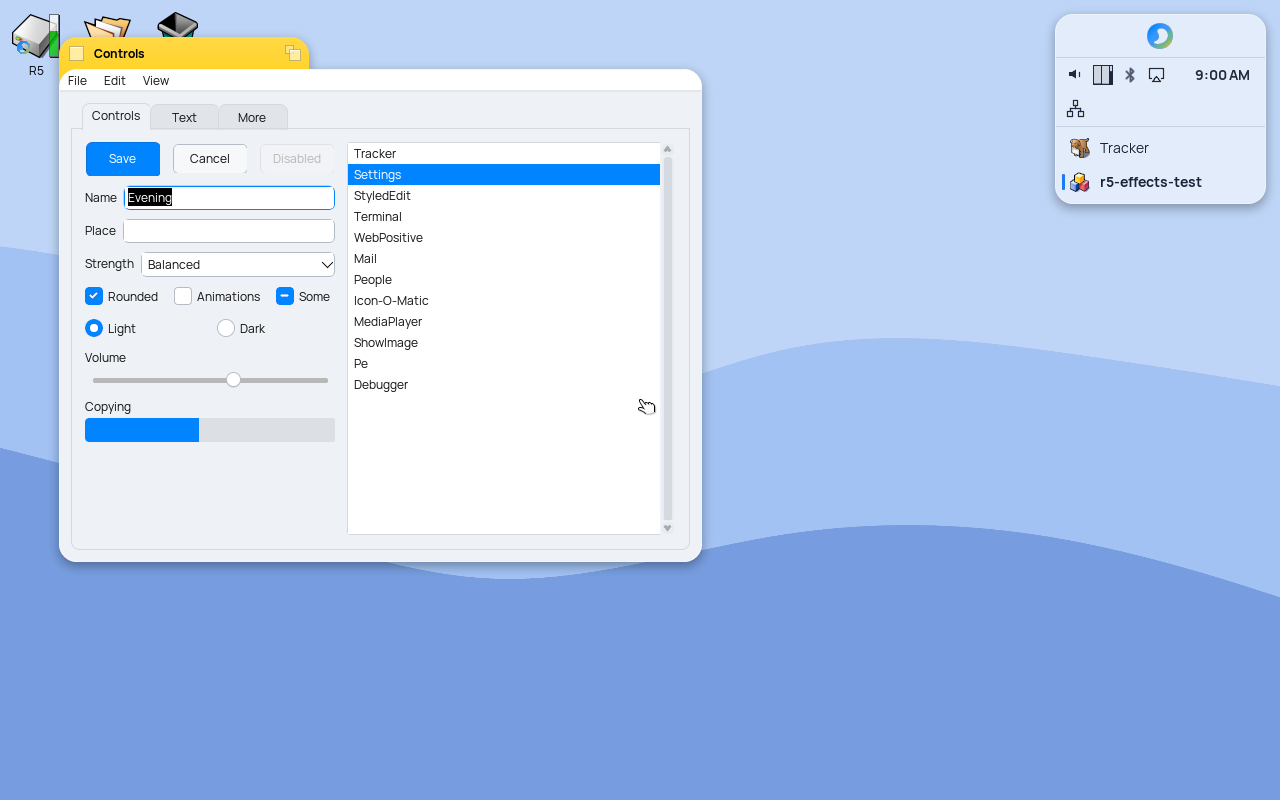 R5
Controls
File Edit View
Controls Text More
Save Cancel Disabled
Name Evening
Place
Strength Balanced
Rounded Animations Some
Light Dark
Volume
Copying
Tracker
Settings
StyledEdit
Terminal
WebPositive
Mail
People
Icon-O-Matic
MediaPlayer
ShowImage
Pe
Debugger
9:00 AM
Tracker
r5-effects-test